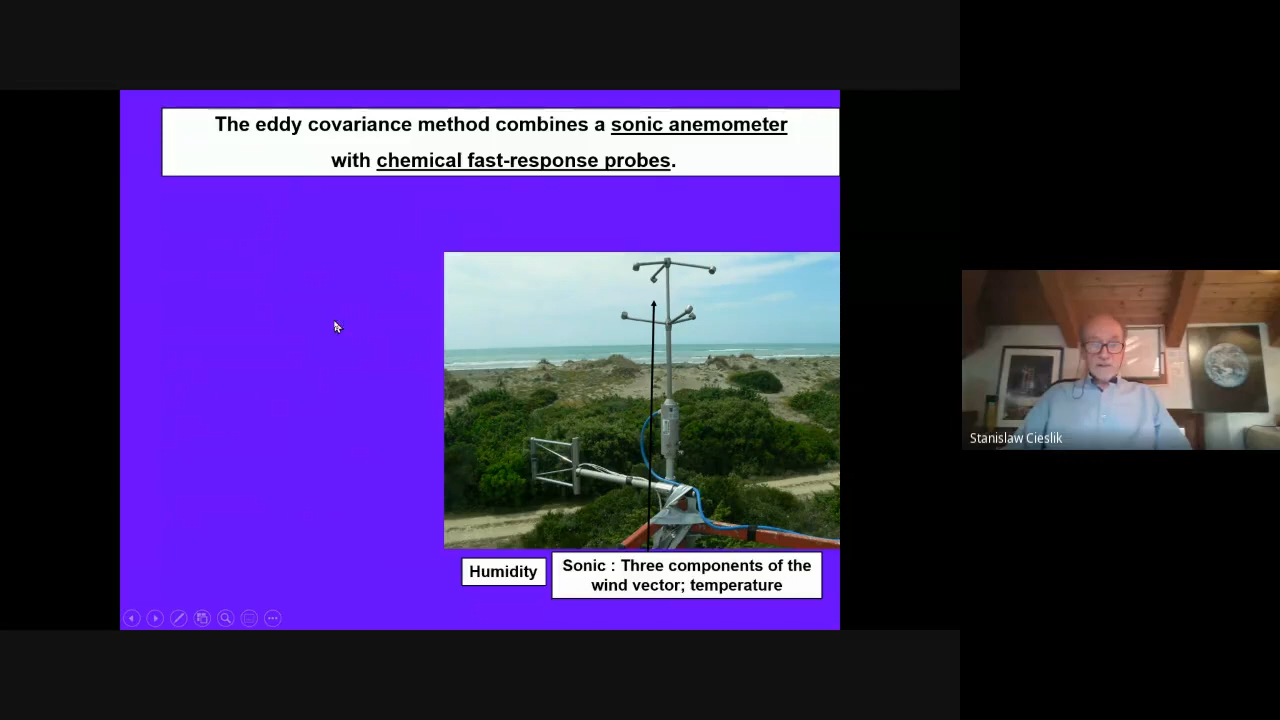 The eddy covariance method combines a sonic anemometer
with chemical fast-response probes.
Humidity
Sonic : Three components of the
wind vector; temperature
Stanislaw Cieslik